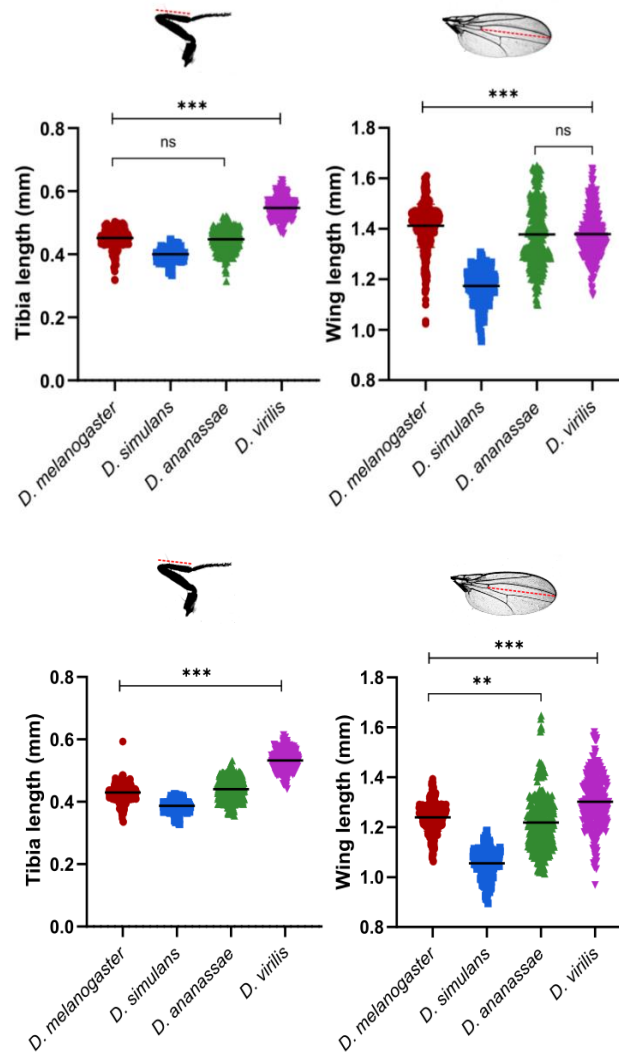 ***
ns
0.8
0.6
0.4
0.2
0.0
Tibia length (mm)
D. melanogaster
D. simulans
D. ananassae
D. virilis
***
ns
1.8
1.6
1.4
1.2
1.0
0.8
Wing length (mm)
D. melanogaster
D. simulans
D. ananassae
D. virilis
***
0.8
0.6
0.4
0.2
0.0
Tibia length (mm)
D. melanogaster
D. simulans
D. ananassae
D. virilis
***
**
1.8
1.6
1.4
1.2
1.0
0.8
Wing length (mm)
D. melanogaster
D. simulans
D. ananassae
D. virilis